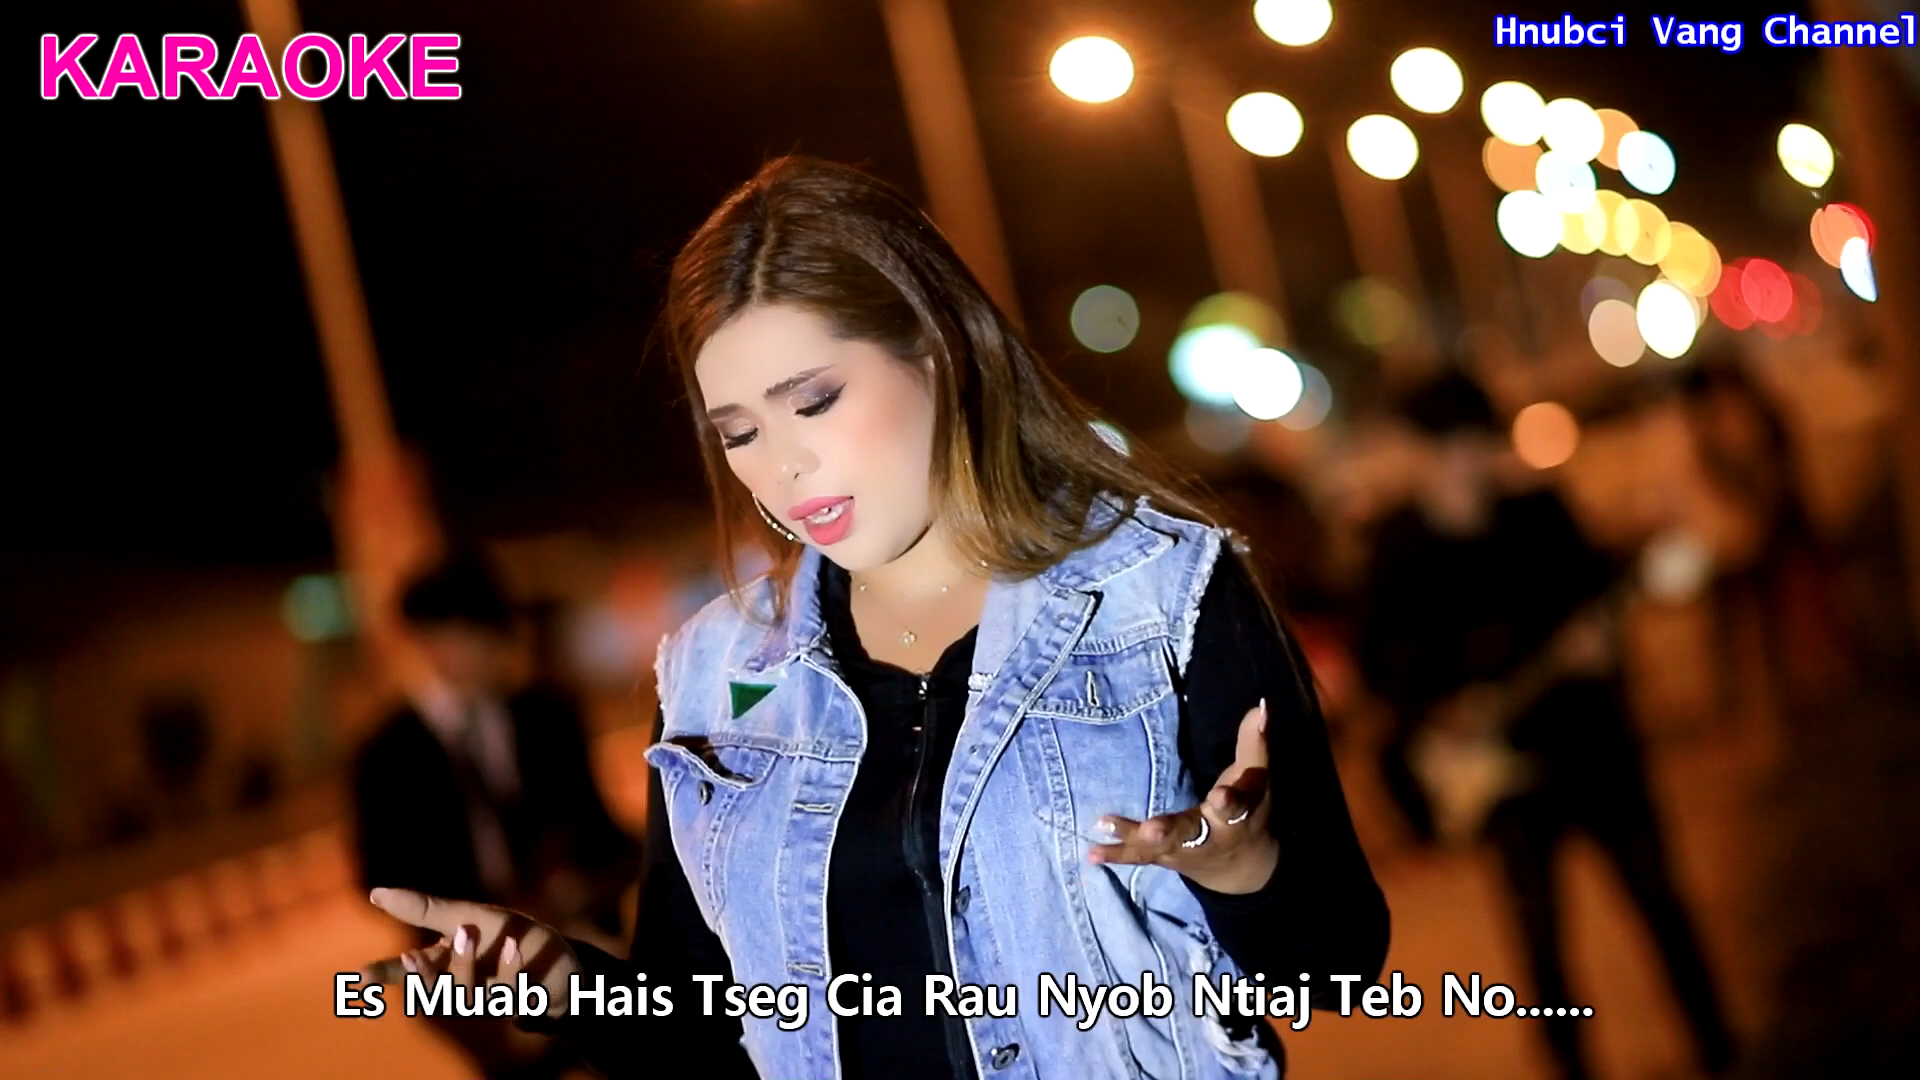 KARAOKE
Hnubci Vang Channel
Es Muab Hais Tseg Cia Rau Nyob Ntiaj Teb No......